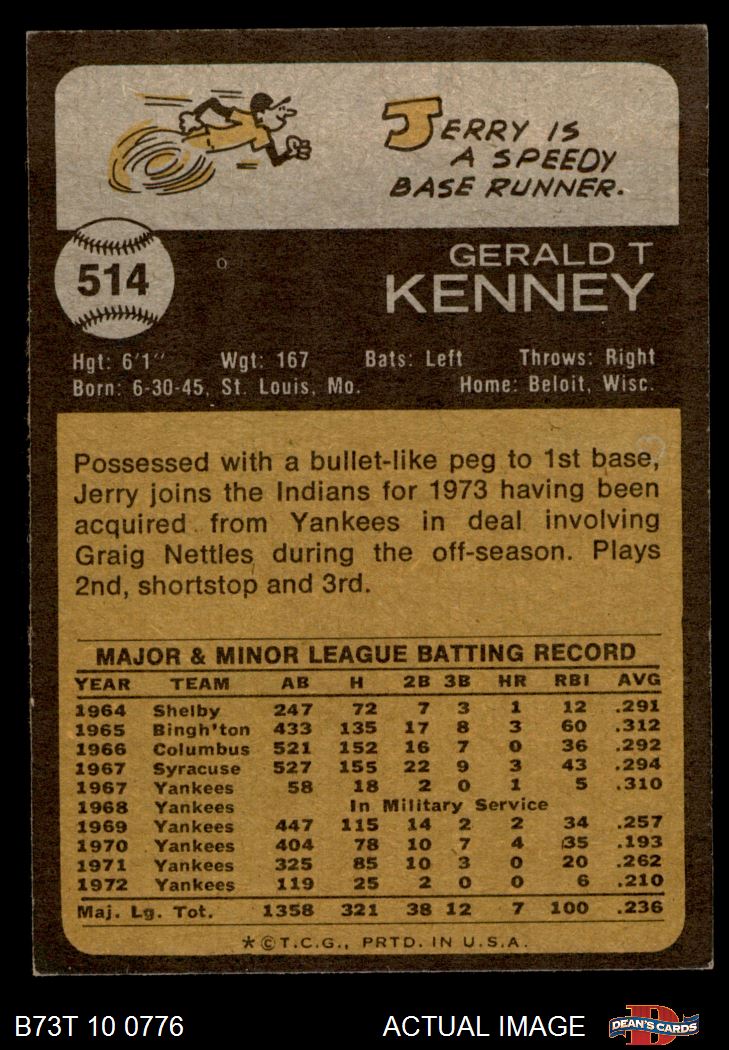 JERRY IS
A SPEEDY
BASE RUNNER.
514
GERALD T
KENNEY
Hgt: 6'1" Wgt: 167 Bats: Left Throws: Right
Born: 6-30-45, St. Louis, Mo. Home: Beloit, Wisc.
Possessed with a bullet-like peg to 1st base,
Jerry joins the Indians for 1973 having been
acquired from Yankees in deal involving
Graig Nettles during the off-season. Plays
2nd, shortstop and 3rd.
MAJOR & MINOR LEAGUE BATTING RECORD
YEAR TEAM AB H 2B 3B HR RBI AVG
1964 Shelby 247 72 7 3 1 12 .291
1965 Bingh'ton 433 135 17 8 3 60 .312
1966 Columbus 521 152 16 7 0 36 .292
1967 Syracuse 527 155 22 9 3 43 .294
1967 Yankees 58 18 2 0 1 5 .310
1968 Yankees In Military Service
1969 Yankees 447 115 14 2 2 34 .257
1970 Yankees 404 78 10 7 4 35 .193
1971 Yankees 325 85 10 3 0 20 .262
1972 Yankees 119 25 2 0 0 6 .210
Maj. Lg. Tot. 1358 321 38 12 7 100 .236
*©T.C.G., PRTD. IN U.S.A.
B73T 10 0776 ACTUAL IMAGE DEAN'S CARDS